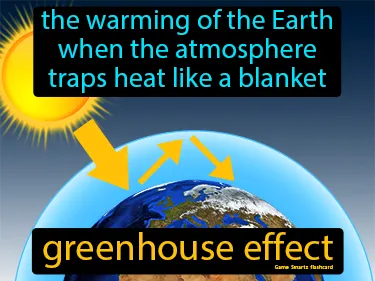 the warming of the Earth
when the atmosphere
traps heat like a blanket
greenhouse effect
Game Smarts flashcard